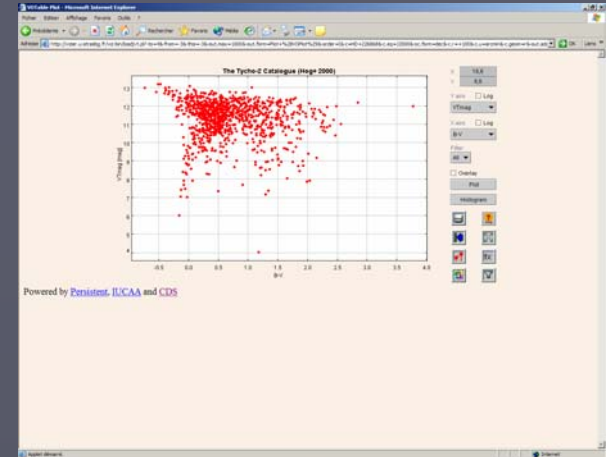 VOTable Plot - Microsoft Internet Explorer
Fichier Edition Affichage Favoris Outils ?
Précédente Rechercher Favoris Média
Adresse OK Liens
The Tycho-2 Catalogue (Hog+ 2000)
VTmag (mag)
13
12
11
10
9
8
7
6
5
4
-0.5 0.0 0.5 1.0 1.5 2.0 2.5 3.0 3.5 4.0
B-V
Y axis Log
VTmag
X axis Log
B-V
Filter
All
Overlay
Plot
Histogram
Powered by Persistent, IUCAA and CDS
Internet